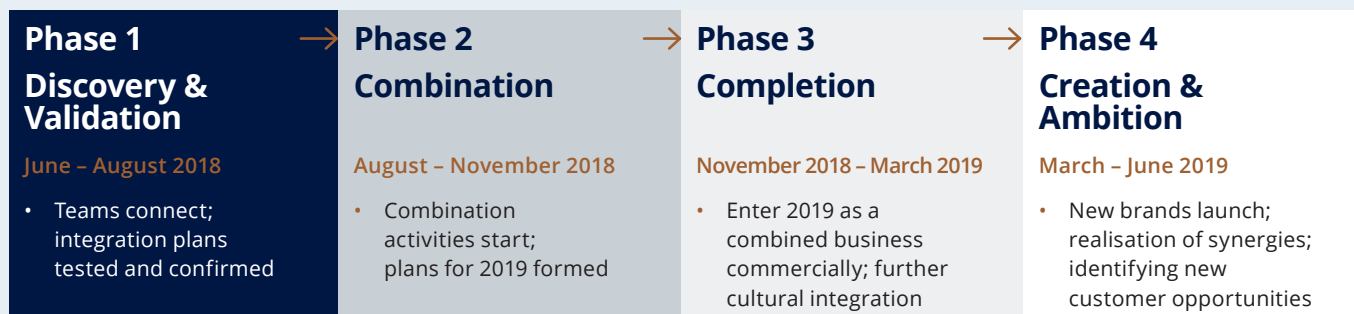 Phase 1
Discovery &
Validation
June – August 2018
• Teams connect;
integration plans
tested and confirmed
Phase 2
Combination
August – November 2018
• Combination
activities start;
plans for 2019 formed
Phase 3
Completion
November 2018 – March 2019
• Enter 2019 as a
combined business
commercially; further
cultural integration
Phase 4
Creation &
Ambition
March – June 2019
• New brands launch;
realisation of synergies;
identifying new
customer opportunities